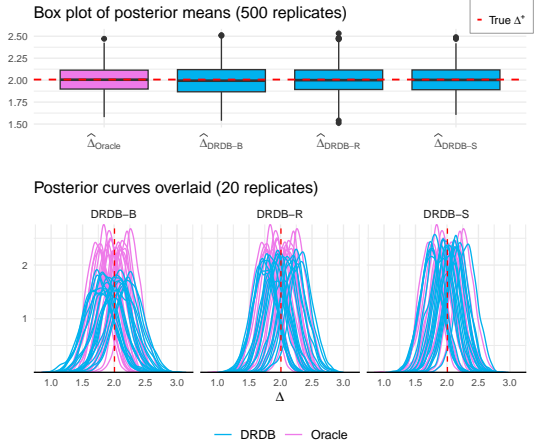 Box plot of posterior means (500 replicates)
True Δ*
2.50
2.25
2.00
1.75
1.50
Δ̂Oracle
Δ̂DRDB−B
Δ̂DRDB−R
Δ̂DRDB−S
Posterior curves overlaid (20 replicates)
DRDB−B DRDB−R DRDB−S
2
1
1.0 1.5 2.0 2.5 3.0 1.0 1.5 2.0 2.5 3.0 1.0 1.5 2.0 2.5 3.0
Δ
DRDB Oracle